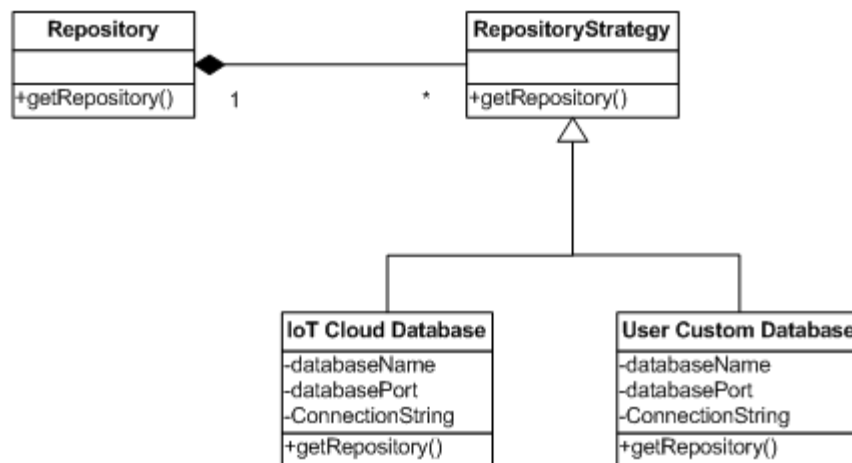 Repository
+getRepository()
1
*
RepositoryStrategy
+getRepository()
IoT Cloud Database
-databaseName
-databasePort
-ConnectionString
+getRepository()
User Custom Database
-databaseName
-databasePort
-ConnectionString
+getRepository()